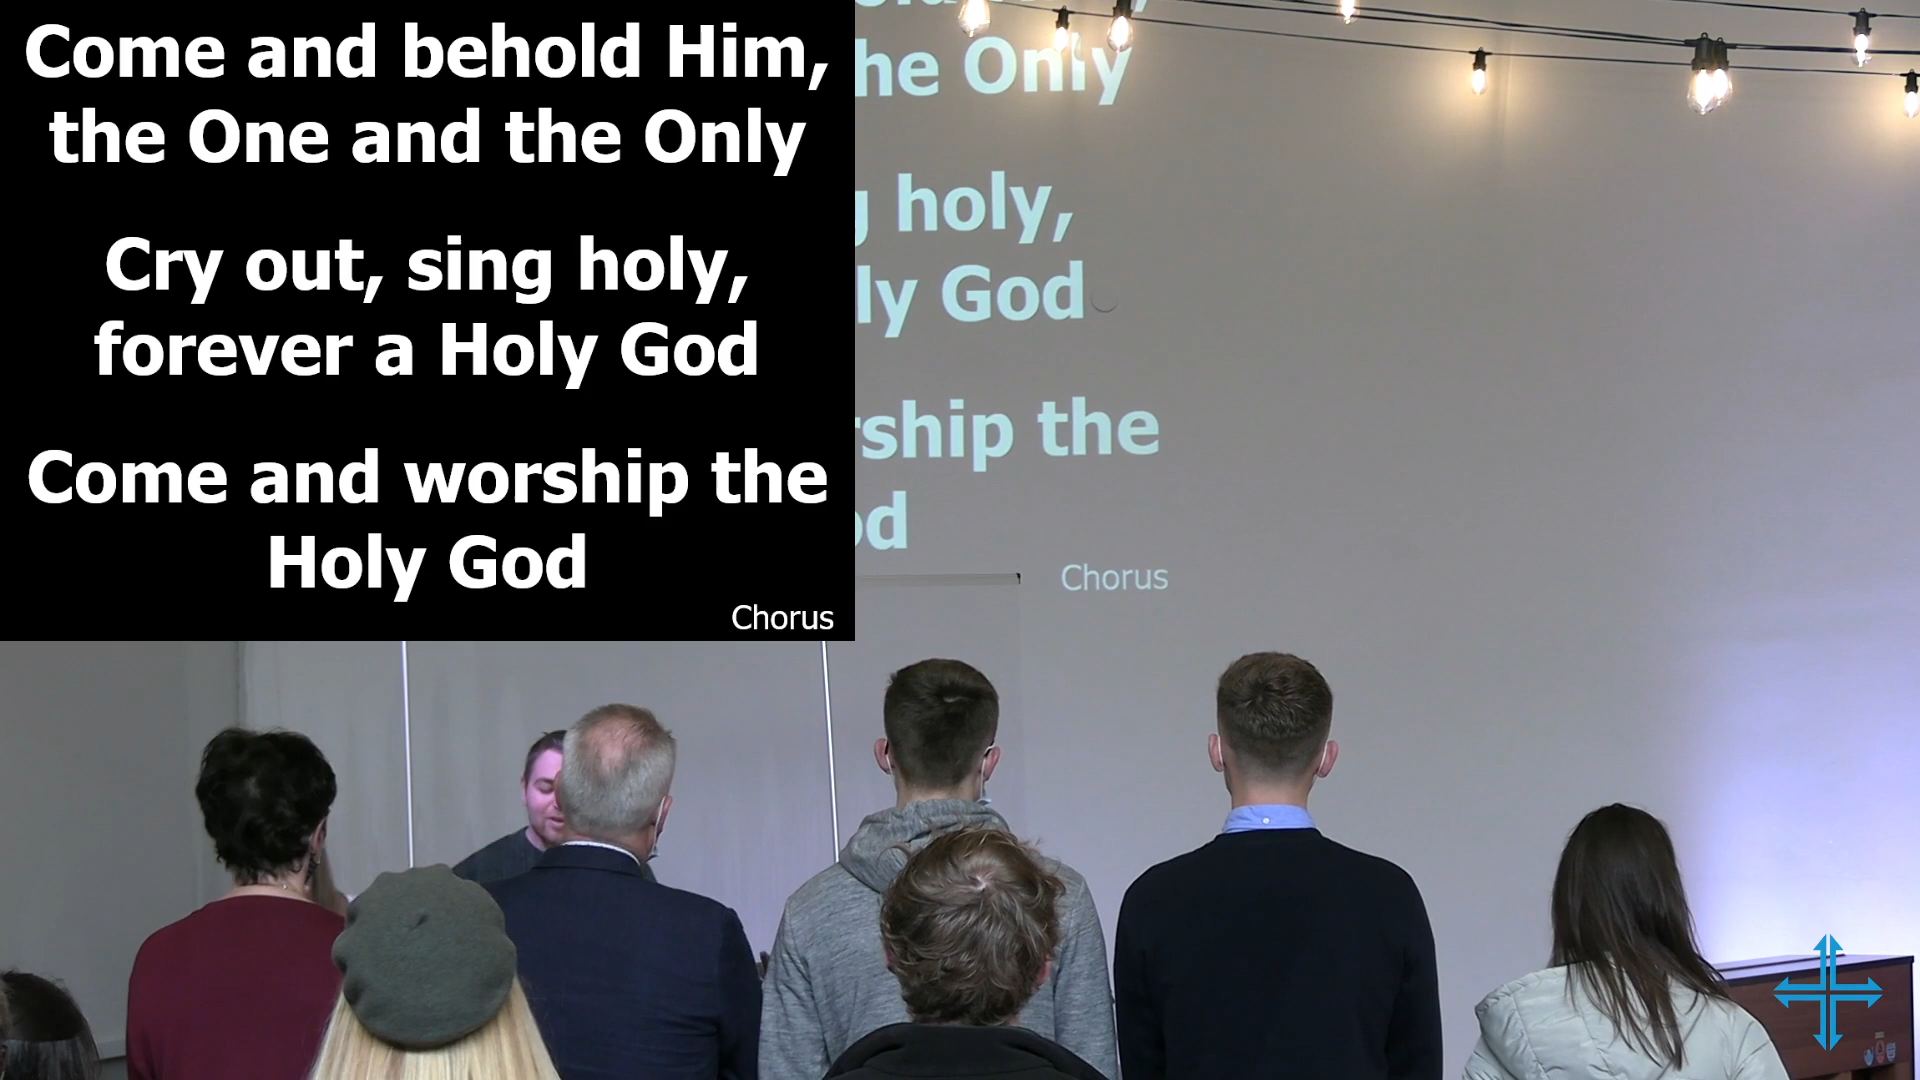 Come and behold Him,
the One and the Only
Cry out, sing holy,
forever a Holy God
Come and worship the
Holy God
Chorus
he Only
g holy,
ly God
rship the
od
Chorus